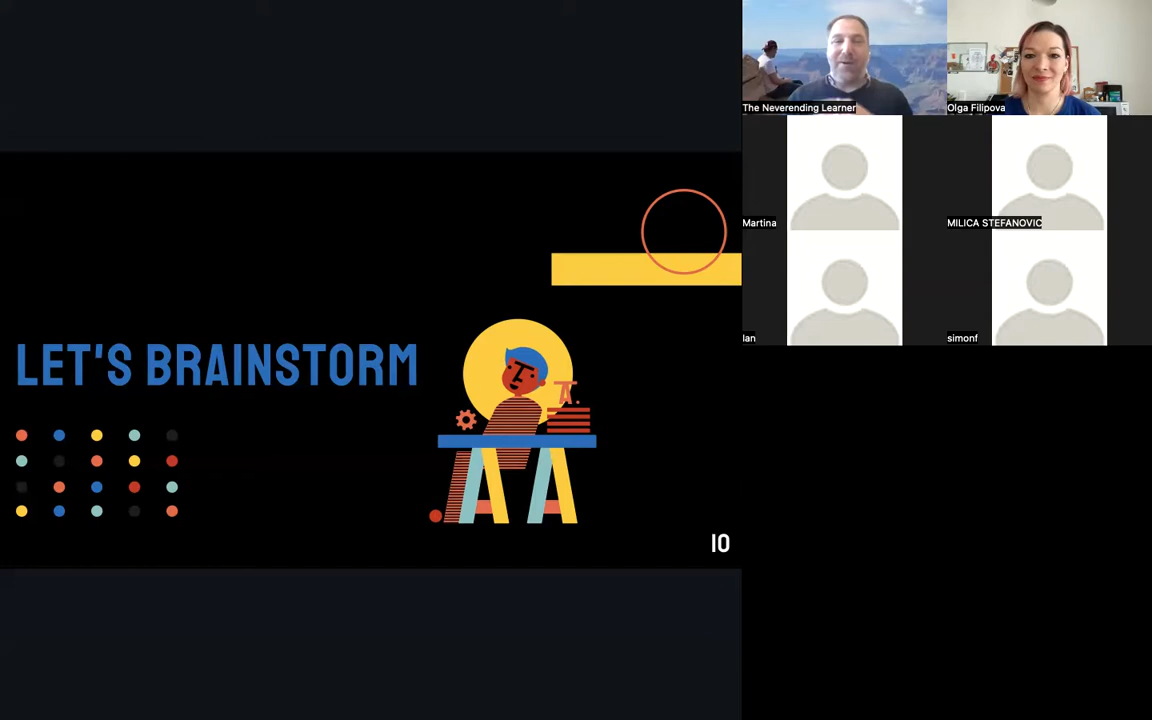 The Neverending Learner
Olga Filipova
Martina
MILICA STEFANOVIC
Ian
simonf
LET'S BRAINSTORM
A.
10